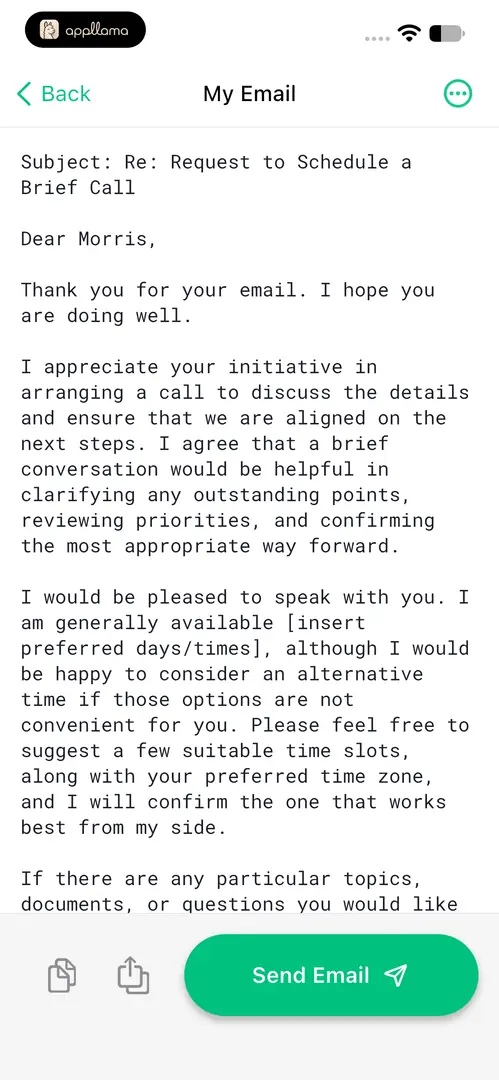 appllama
Back
My Email
Subject: Re: Request to Schedule a
Brief Call
Dear Morris,
Thank you for your email. I hope you
are doing well.
I appreciate your initiative in
arranging a call to discuss the details
and ensure that we are aligned on the
next steps. I agree that a brief
conversation would be helpful in
clarifying any outstanding points,
reviewing priorities, and confirming
the most appropriate way forward.
I would be pleased to speak with you. I
am generally available [insert
preferred days/times], although I would
be happy to consider an alternative
time if those options are not
convenient for you. Please feel free to
suggest a few suitable time slots,
along with your preferred time zone,
and I will confirm the one that works
best from my side.
If there are any particular topics,
documents, or questions you would like
Send Email